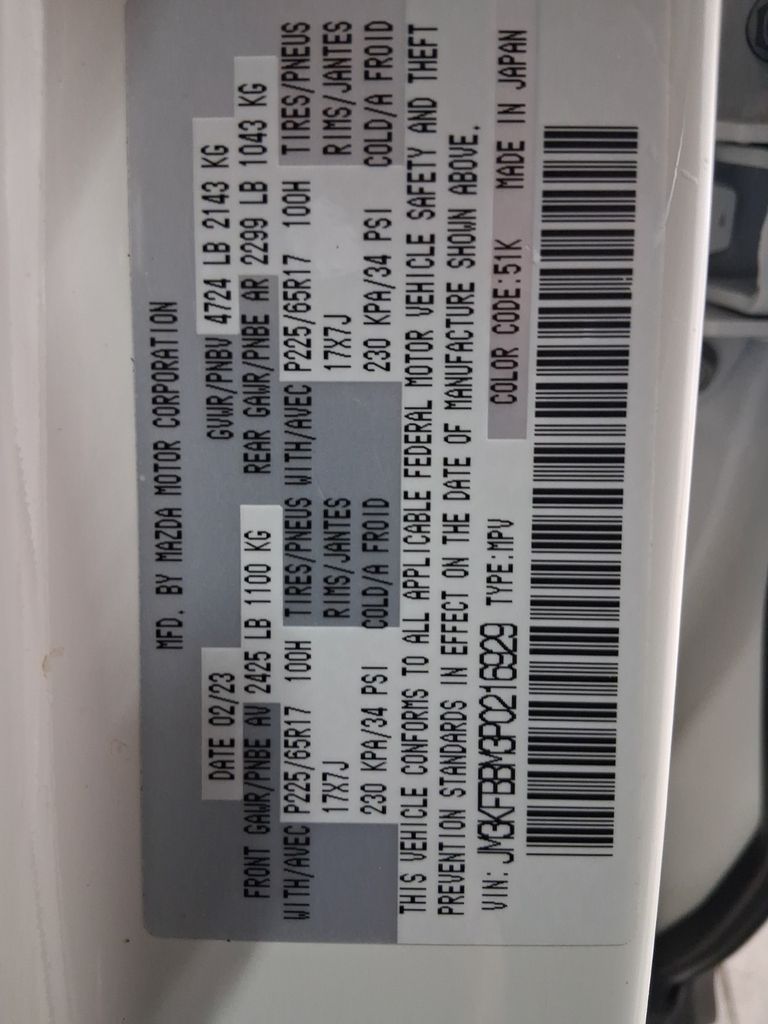 MFD. BY MAZDA MOTOR CORPORATION
DATE 02/23 GVWR/PNBV 4724 LB 2143 KG
FRONT GAWR/PNBE AV 2425 LB 1100 KG REAR GAWR/PNBE AR 2299 LB 1043 KG
WITH/AVEC P225/65R17 100H TIRES/PNEUS WITH/AVEC P225/65R17 100H TIRES/PNEUS
17X7J RIMS/JANTES 17X7J RIMS/JANTES
230 KPA/34 PSI COLD/A FROID 230 KPA/34 PSI COLD/A FROID
THIS VEHICLE CONFORMS TO ALL APPLICABLE FEDERAL MOTOR VEHICLE SAFETY AND THEFT
PREVENTION STANDARDS IN EFFECT ON THE DATE OF MANUFACTURE SHOWN ABOVE.
VIN: JM3KFBBM3P0216929 TYPE:MPV COLOR CODE:51K MADE IN JAPAN